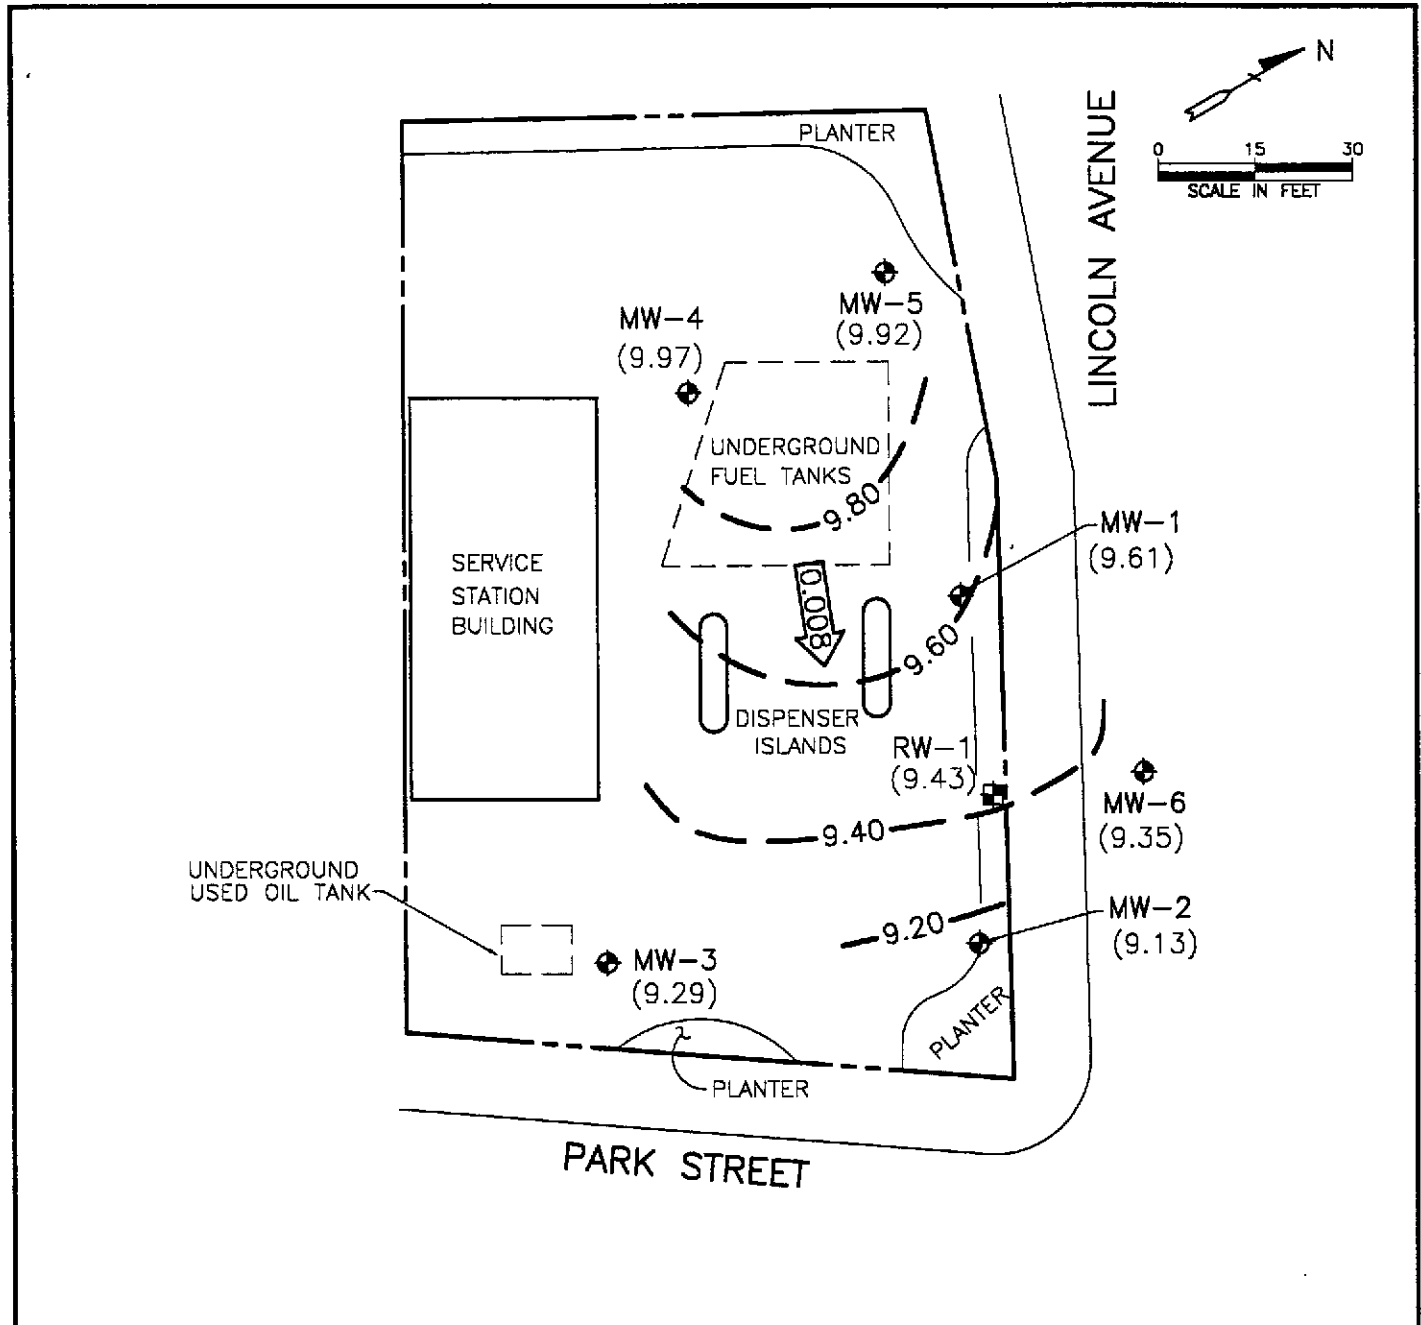 N
LINCOLN AVENUE
0 15 30
SCALE IN FEET
PLANTER
MW-5
(9.92)
MW-4
(9.97)
UNDERGROUND
FUEL TANKS
9.80
MW-1
(9.61)
SERVICE
STATION
BUILDING
0.008
9.60
DISPENSER
ISLANDS
RW-1
(9.43)
MW-6
(9.35)
9.40
UNDERGROUND
USED OIL TANK
9.20
MW-2
(9.13)
MW-3
(9.29)
PLANTER
PLANTER
PARK STREET